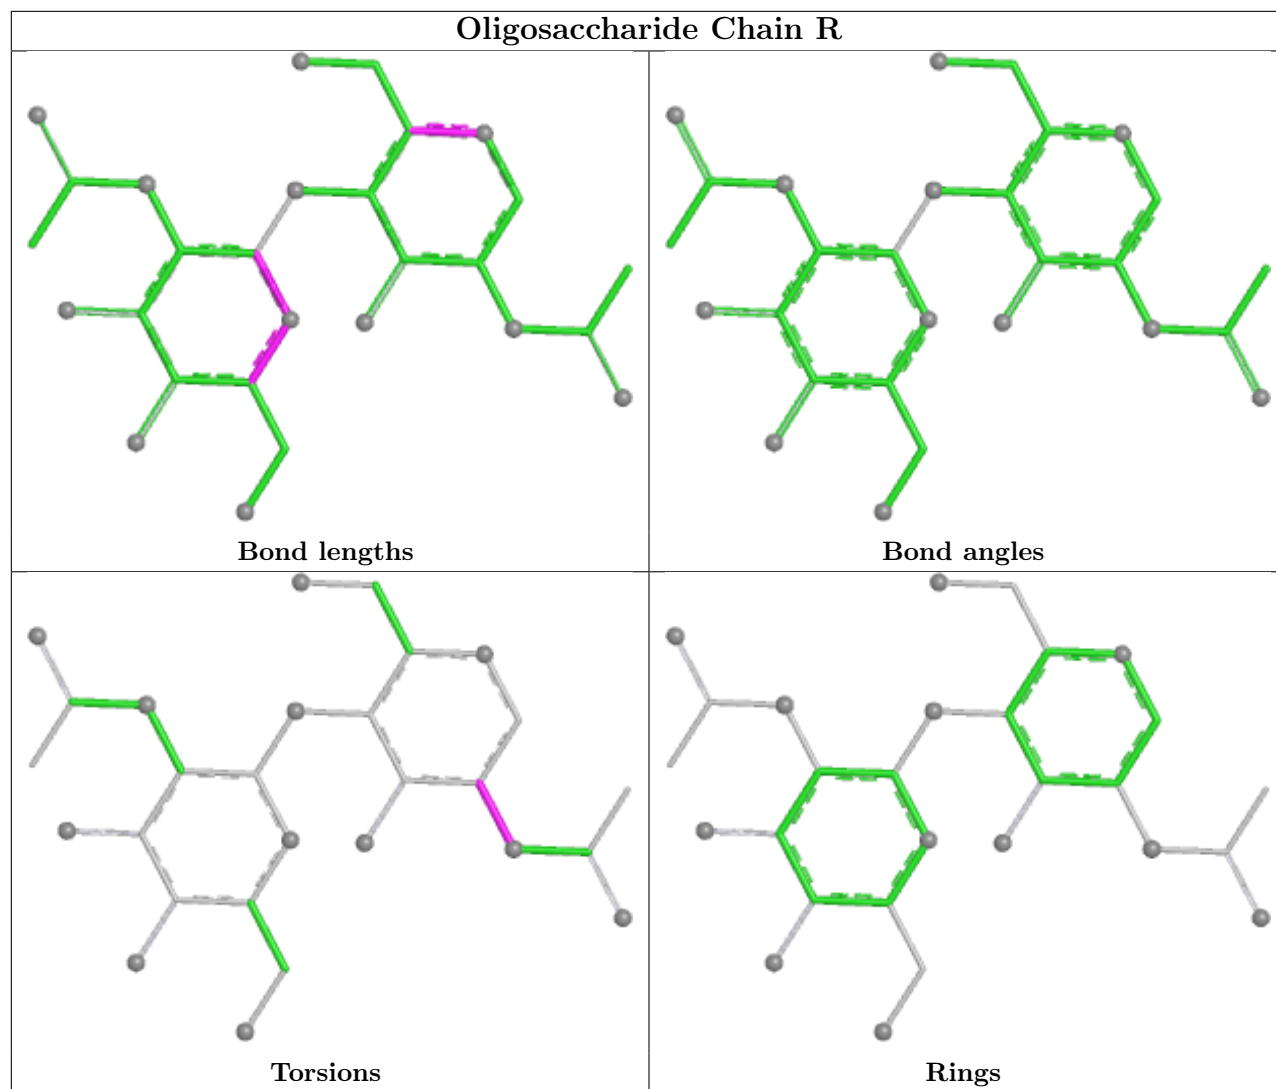 Oligosaccharide Chain R
Bond lengths
Bond angles
Torsions
Rings